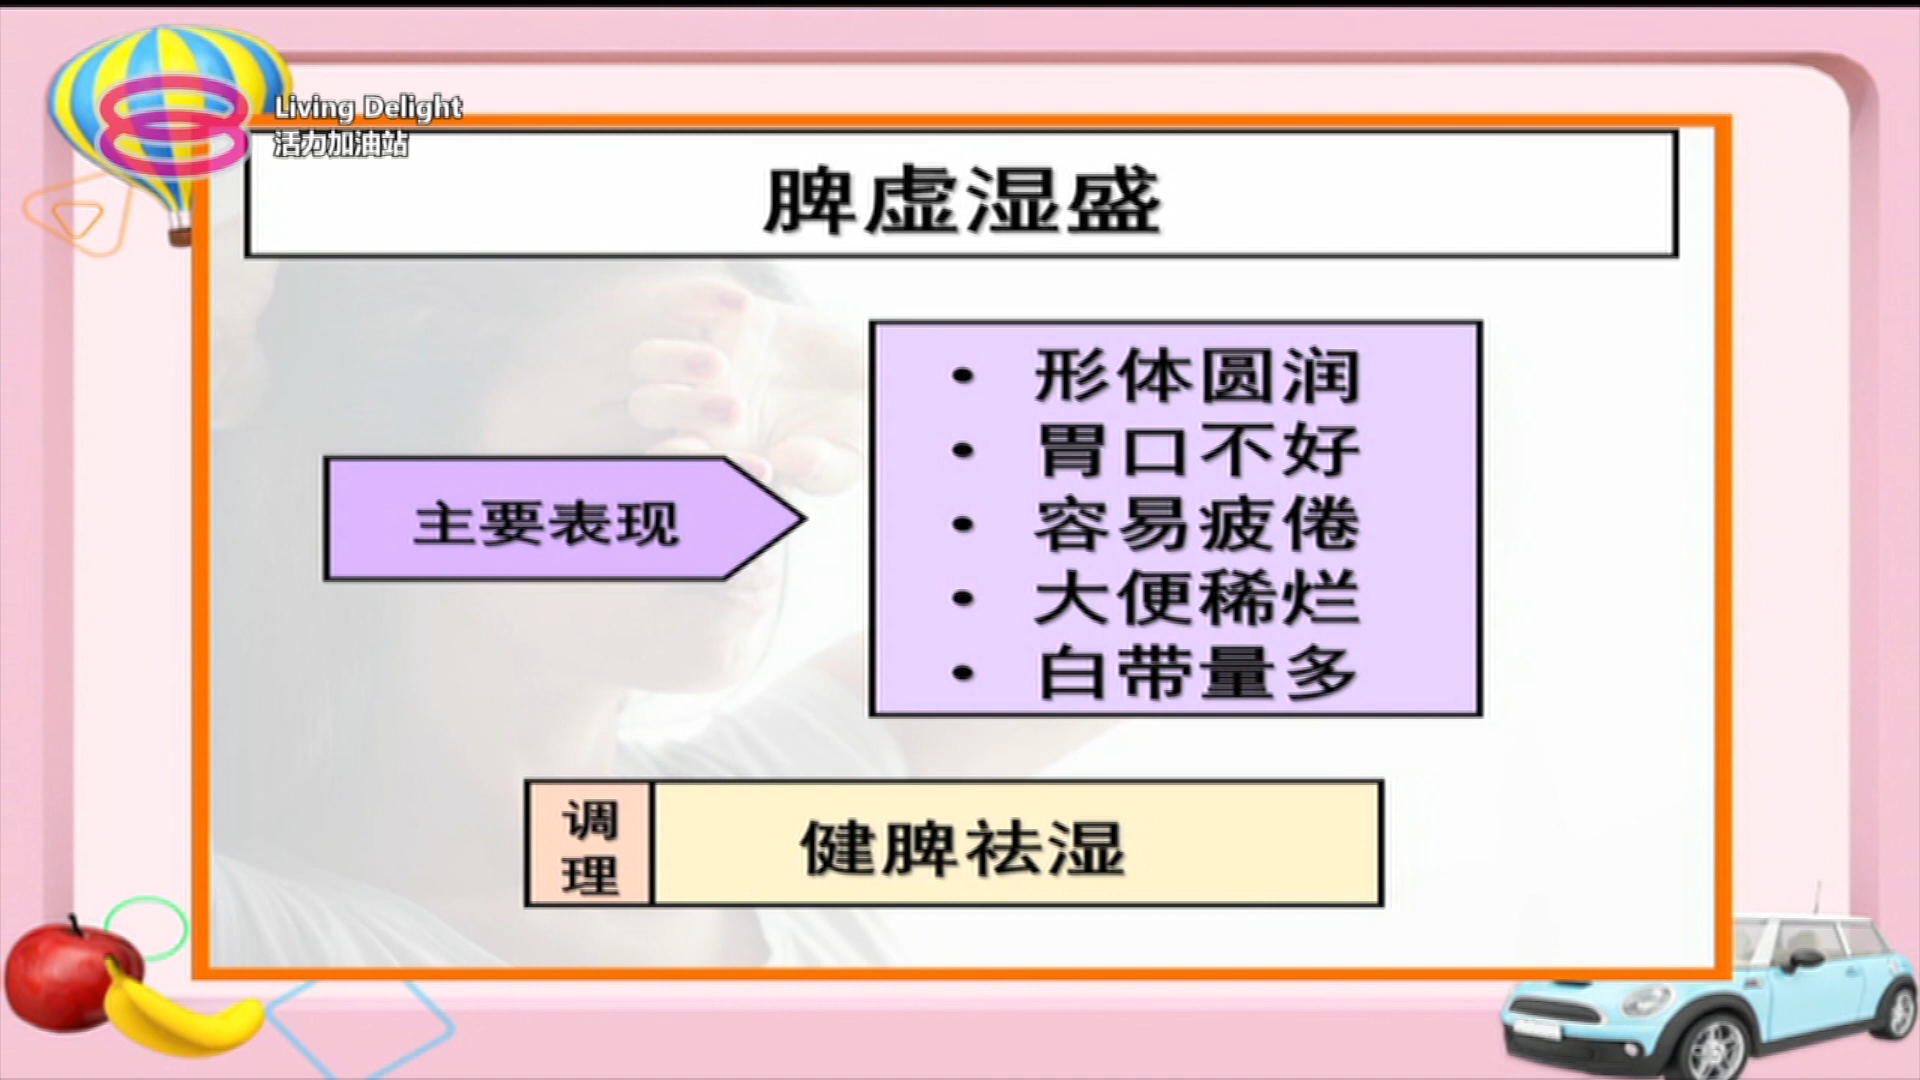 Living Delight
活力加油站
脾虚湿盛
主要表现
• 形体圆润
• 胃口不好
• 容易疲倦
• 大便稀烂
• 白带量多
调
理
健脾祛湿